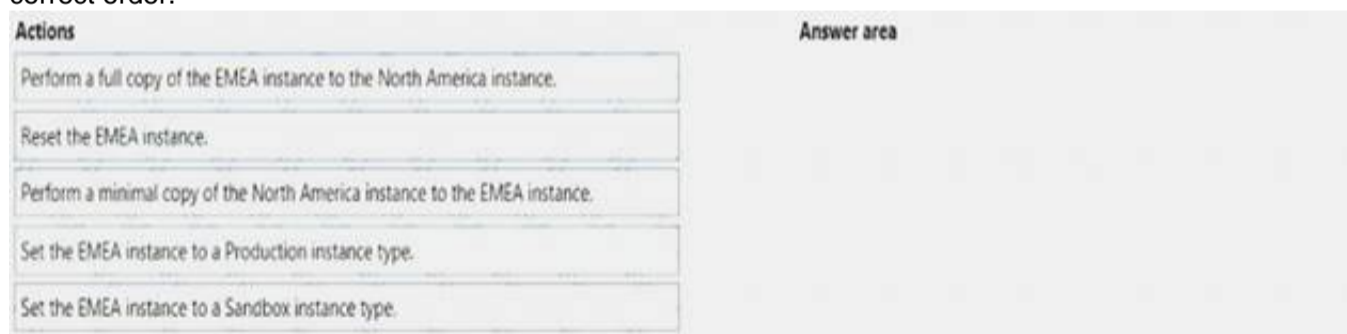 correct order.
Actions
Answer area
Perform a full copy of the EMEA instance to the North America instance.
Reset the EMEA instance.
Perform a minimal copy of the North America instance to the EMEA instance.
Set the EMEA instance to a Production instance type.
Set the EMEA instance to a Sandbox instance type.